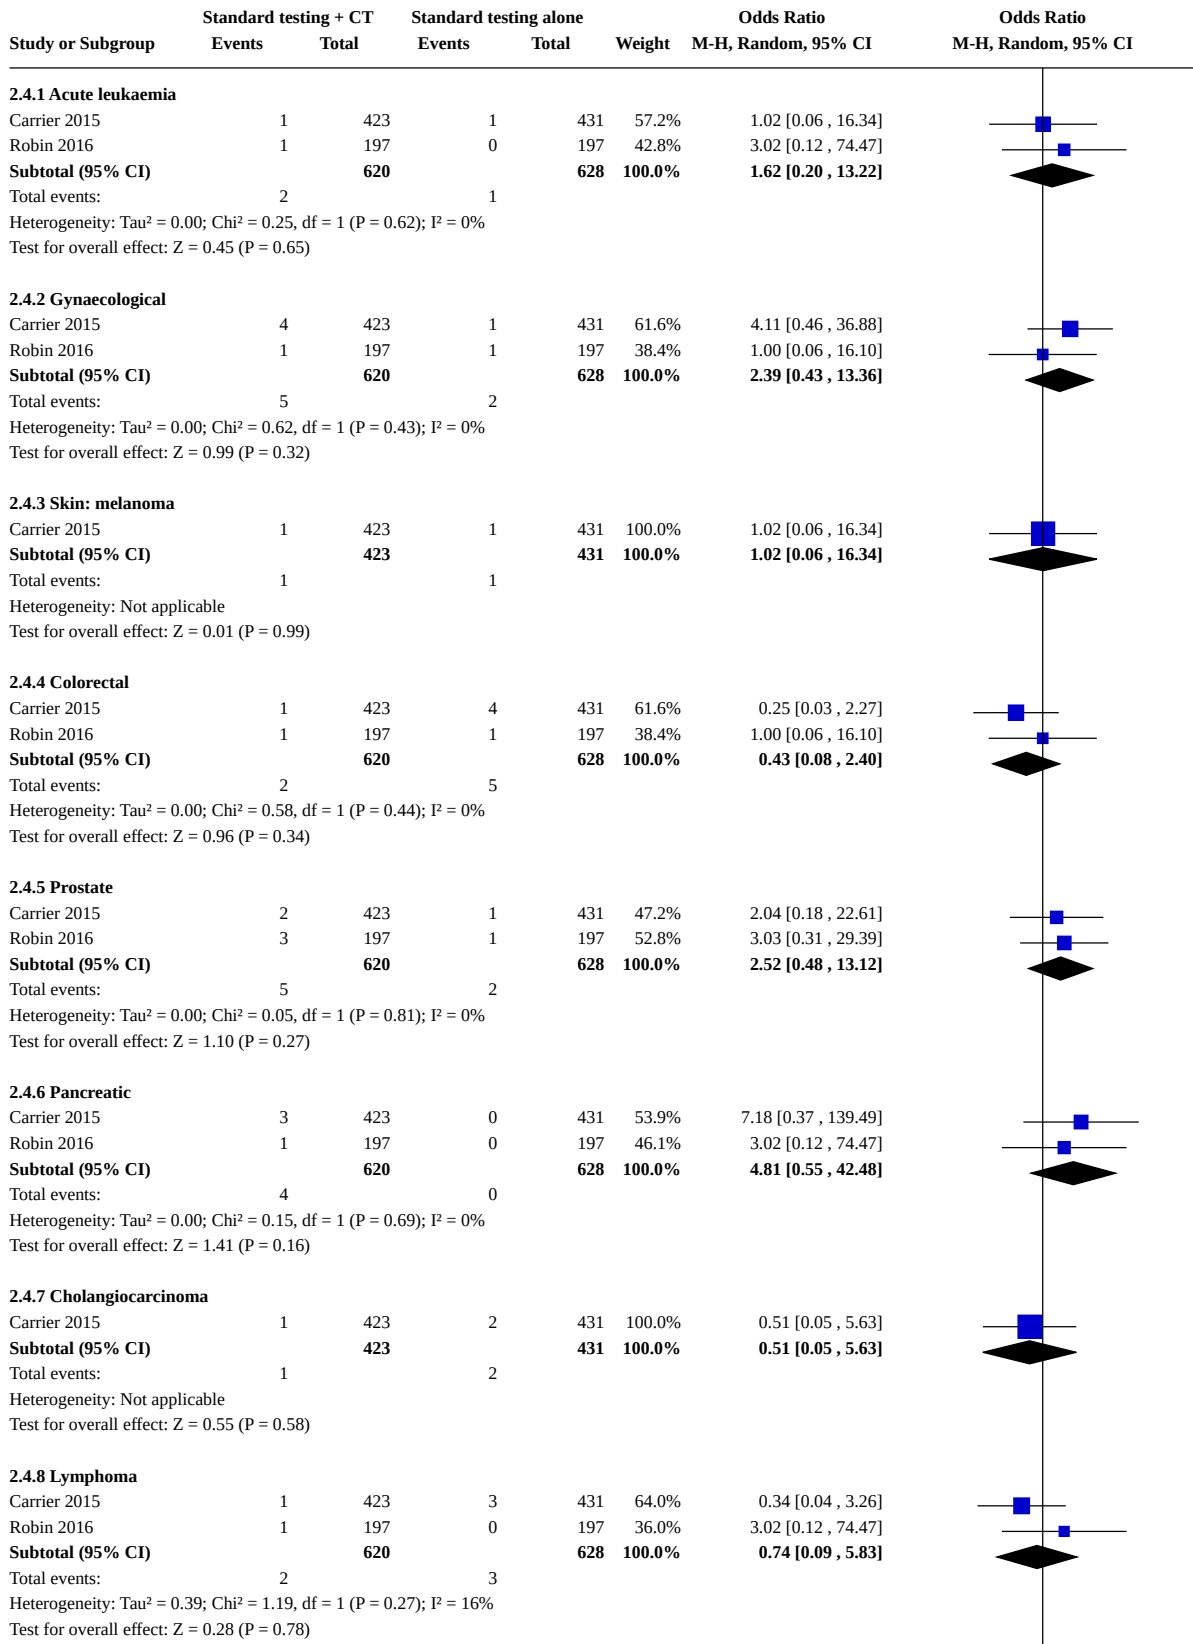 Standard testing + CT Standard testing alone Odds Ratio Odds Ratio
Study or Subgroup Events Total Events Total Weight M-H, Random, 95% CI M-H, Random, 95% CI
2.4.1 Acute leukaemia
Carrier 2015 1 423 1 431 57.2% 1.02 [0.06 , 16.34]
Robin 2016 1 197 0 197 42.8% 3.02 [0.12 , 74.47]
Subtotal (95% CI) 620 628 100.0% 1.62 [0.20 , 13.22]
Total events: 2 1
Heterogeneity: Tau² = 0.00; Chi² = 0.25, df = 1 (P = 0.62); I² = 0%
Test for overall effect: Z = 0.45 (P = 0.65)
2.4.2 Gynaecological
Carrier 2015 4 423 1 431 61.6% 4.11 [0.46 , 36.88]
Robin 2016 1 197 1 197 38.4% 1.00 [0.06 , 16.10]
Subtotal (95% CI) 620 628 100.0% 2.39 [0.43 , 13.36]
Total events: 5 2
Heterogeneity: Tau² = 0.00; Chi² = 0.62, df = 1 (P = 0.43); I² = 0%
Test for overall effect: Z = 0.99 (P = 0.32)
2.4.3 Skin: melanoma
Carrier 2015 1 423 1 431 100.0% 1.02 [0.06 , 16.34]
Subtotal (95% CI) 423 431 100.0% 1.02 [0.06 , 16.34]
Total events: 1 1
Heterogeneity: Not applicable
Test for overall effect: Z = 0.01 (P = 0.99)
2.4.4 Colorectal
Carrier 2015 1 423 4 431 61.6% 0.25 [0.03 , 2.27]
Robin 2016 1 197 1 197 38.4% 1.00 [0.06 , 16.10]
Subtotal (95% CI) 620 628 100.0% 0.43 [0.08 , 2.40]
Total events: 2 5
Heterogeneity: Tau² = 0.00; Chi² = 0.58, df = 1 (P = 0.44); I² = 0%
Test for overall effect: Z = 0.96 (P = 0.34)
2.4.5 Prostate
Carrier 2015 2 423 1 431 47.2% 2.04 [0.18 , 22.61]
Robin 2016 3 197 1 197 52.8% 3.03 [0.31 , 29.39]
Subtotal (95% CI) 620 628 100.0% 2.52 [0.48 , 13.12]
Total events: 5 2
Heterogeneity: Tau² = 0.00; Chi² = 0.05, df = 1 (P = 0.81); I² = 0%
Test for overall effect: Z = 1.10 (P = 0.27)
2.4.6 Pancreatic
Carrier 2015 3 423 0 431 53.9% 7.18 [0.37 , 139.49]
Robin 2016 1 197 0 197 46.1% 3.02 [0.12 , 74.47]
Subtotal (95% CI) 620 628 100.0% 4.81 [0.55 , 42.48]
Total events: 4 0
Heterogeneity: Tau² = 0.00; Chi² = 0.15, df = 1 (P = 0.69); I² = 0%
Test for overall effect: Z = 1.41 (P = 0.16)
2.4.7 Cholangiocarcinoma
Carrier 2015 1 423 2 431 100.0% 0.51 [0.05 , 5.63]
Subtotal (95% CI) 423 431 100.0% 0.51 [0.05 , 5.63]
Total events: 1 2
Heterogeneity: Not applicable
Test for overall effect: Z = 0.55 (P = 0.58)
2.4.8 Lymphoma
Carrier 2015 1 423 3 431 64.0% 0.34 [0.04 , 3.26]
Robin 2016 1 197 0 197 36.0% 3.02 [0.12 , 74.47]
Subtotal (95% CI) 620 628 100.0% 0.74 [0.09 , 5.83]
Total events: 2 3
Heterogeneity: Tau² = 0.39; Chi² = 1.19, df = 1 (P = 0.27); I² = 16%
Test for overall effect: Z = 0.28 (P = 0.78)